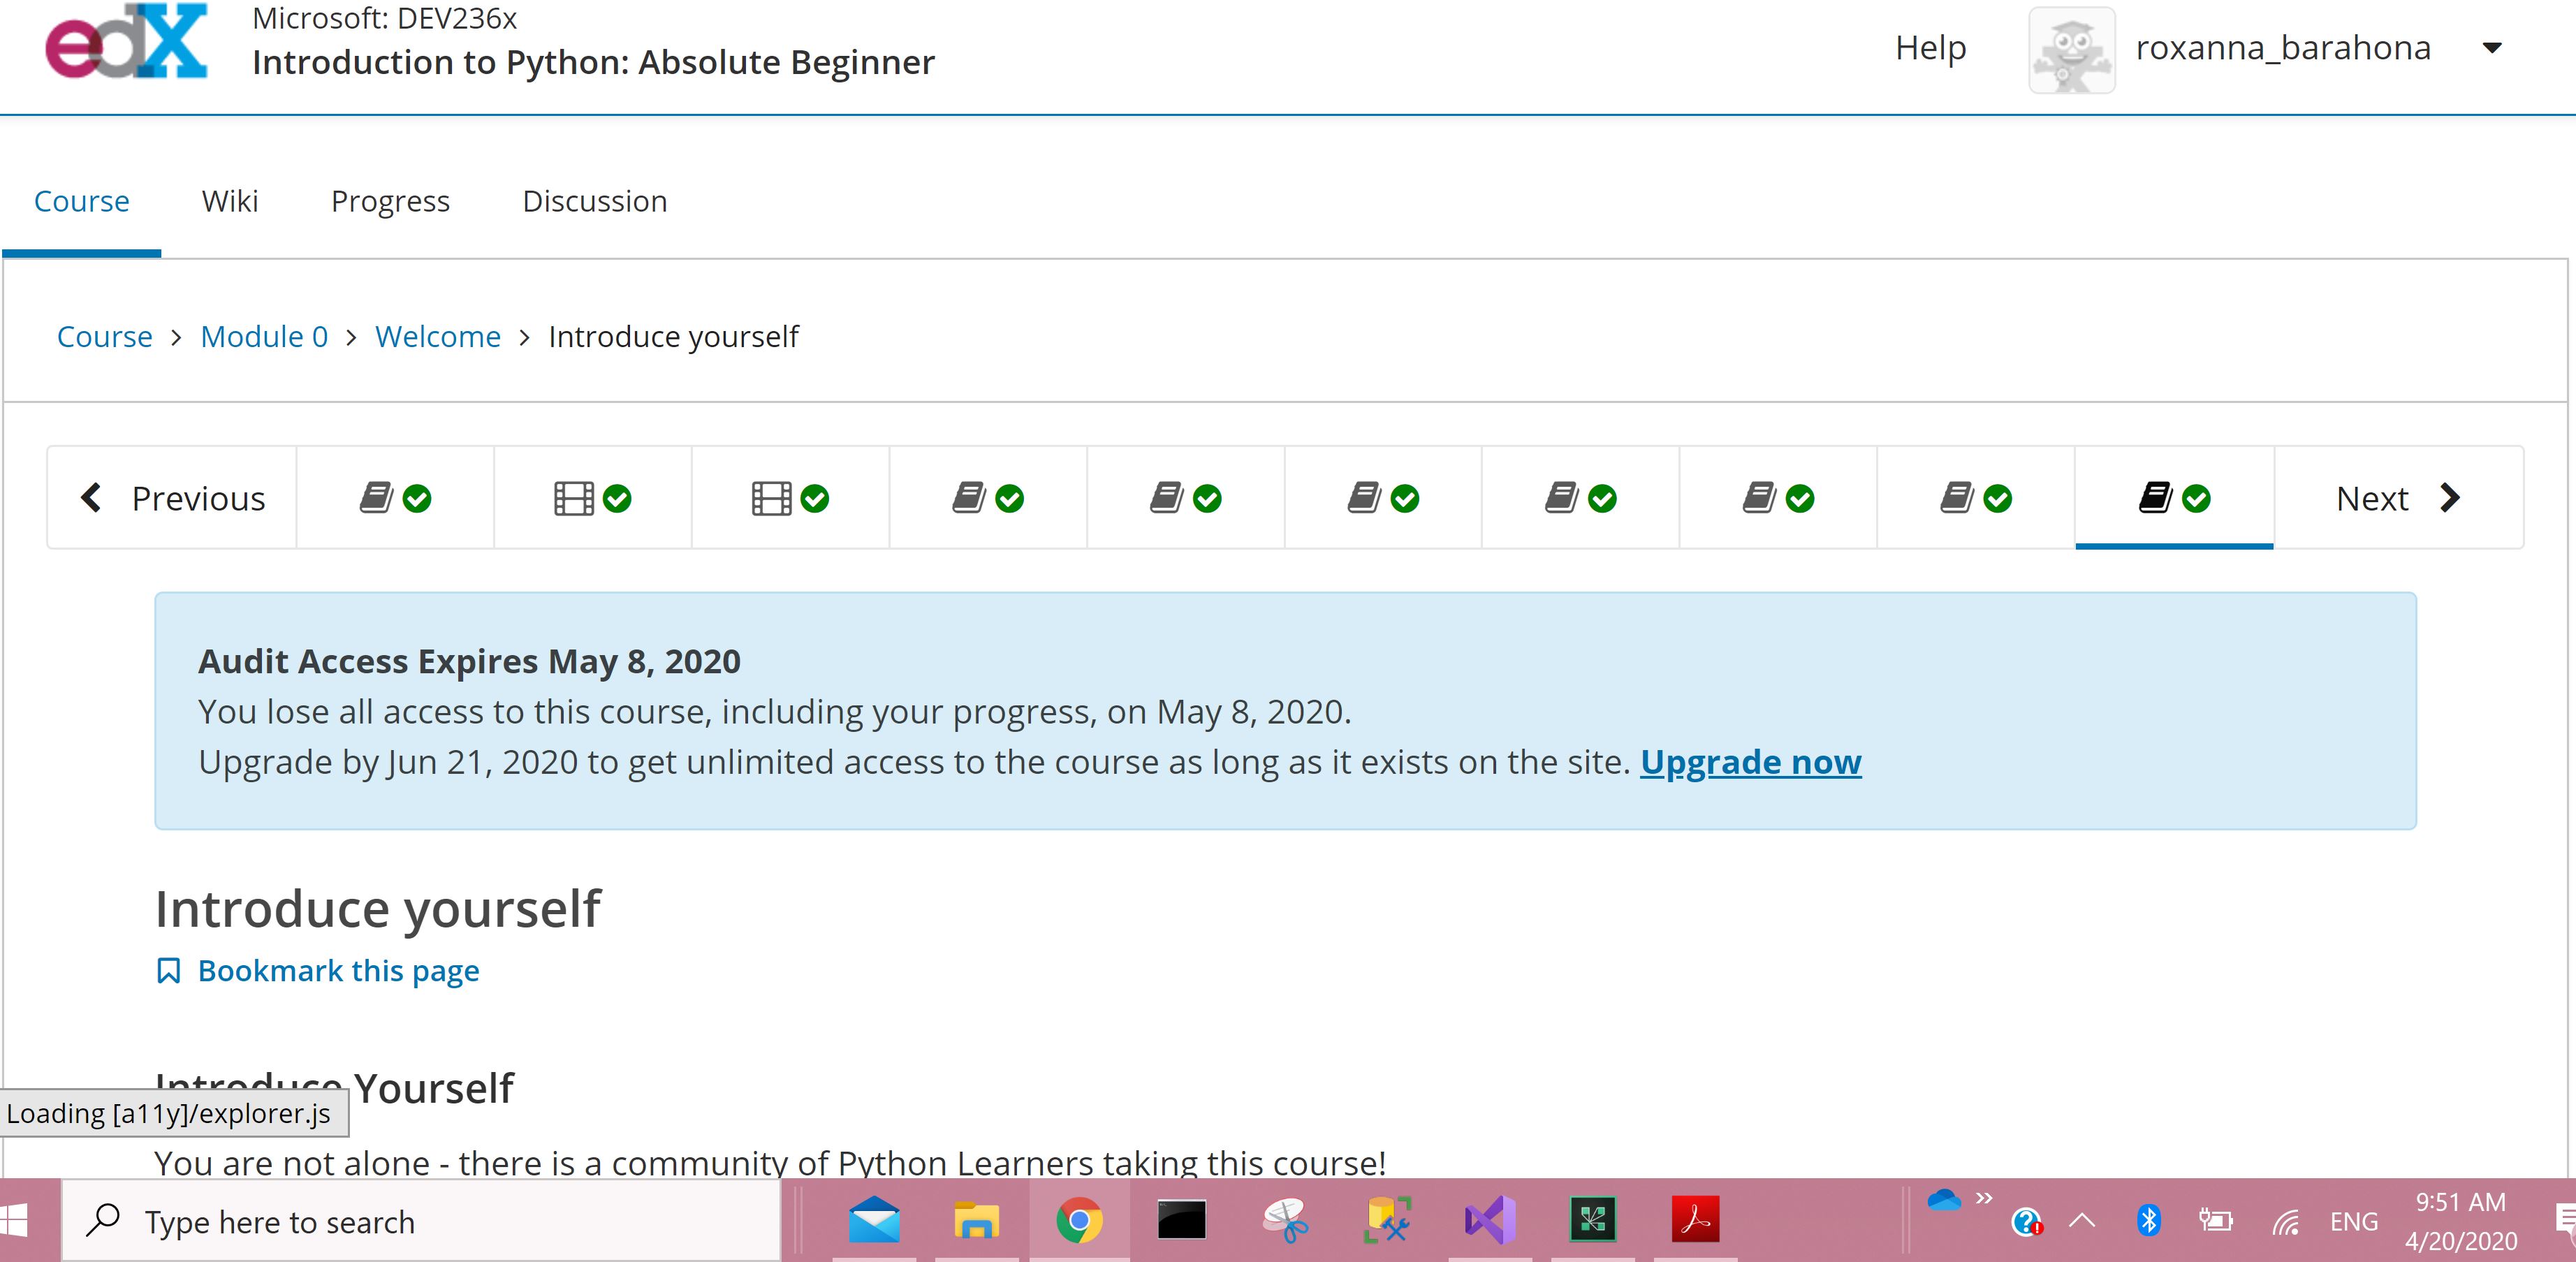 edX
Microsoft: DEV236x
Introduction to Python: Absolute Beginner
Help
roxanna_barahona
Course
Wiki
Progress
Discussion
Course > Module 0 > Welcome > Introduce yourself
Previous
Next
Audit Access Expires May 8, 2020
You lose all access to this course, including your progress, on May 8, 2020.
Upgrade by Jun 21, 2020 to get unlimited access to the course as long as it exists on the site. Upgrade now
Introduce yourself
Bookmark this page
Introduce Yourself
Loading [a11y]/explorer.js
You are not alone - there is a community of Python Learners taking this course!
Type here to search
ENG
9:51 AM
4/20/2020